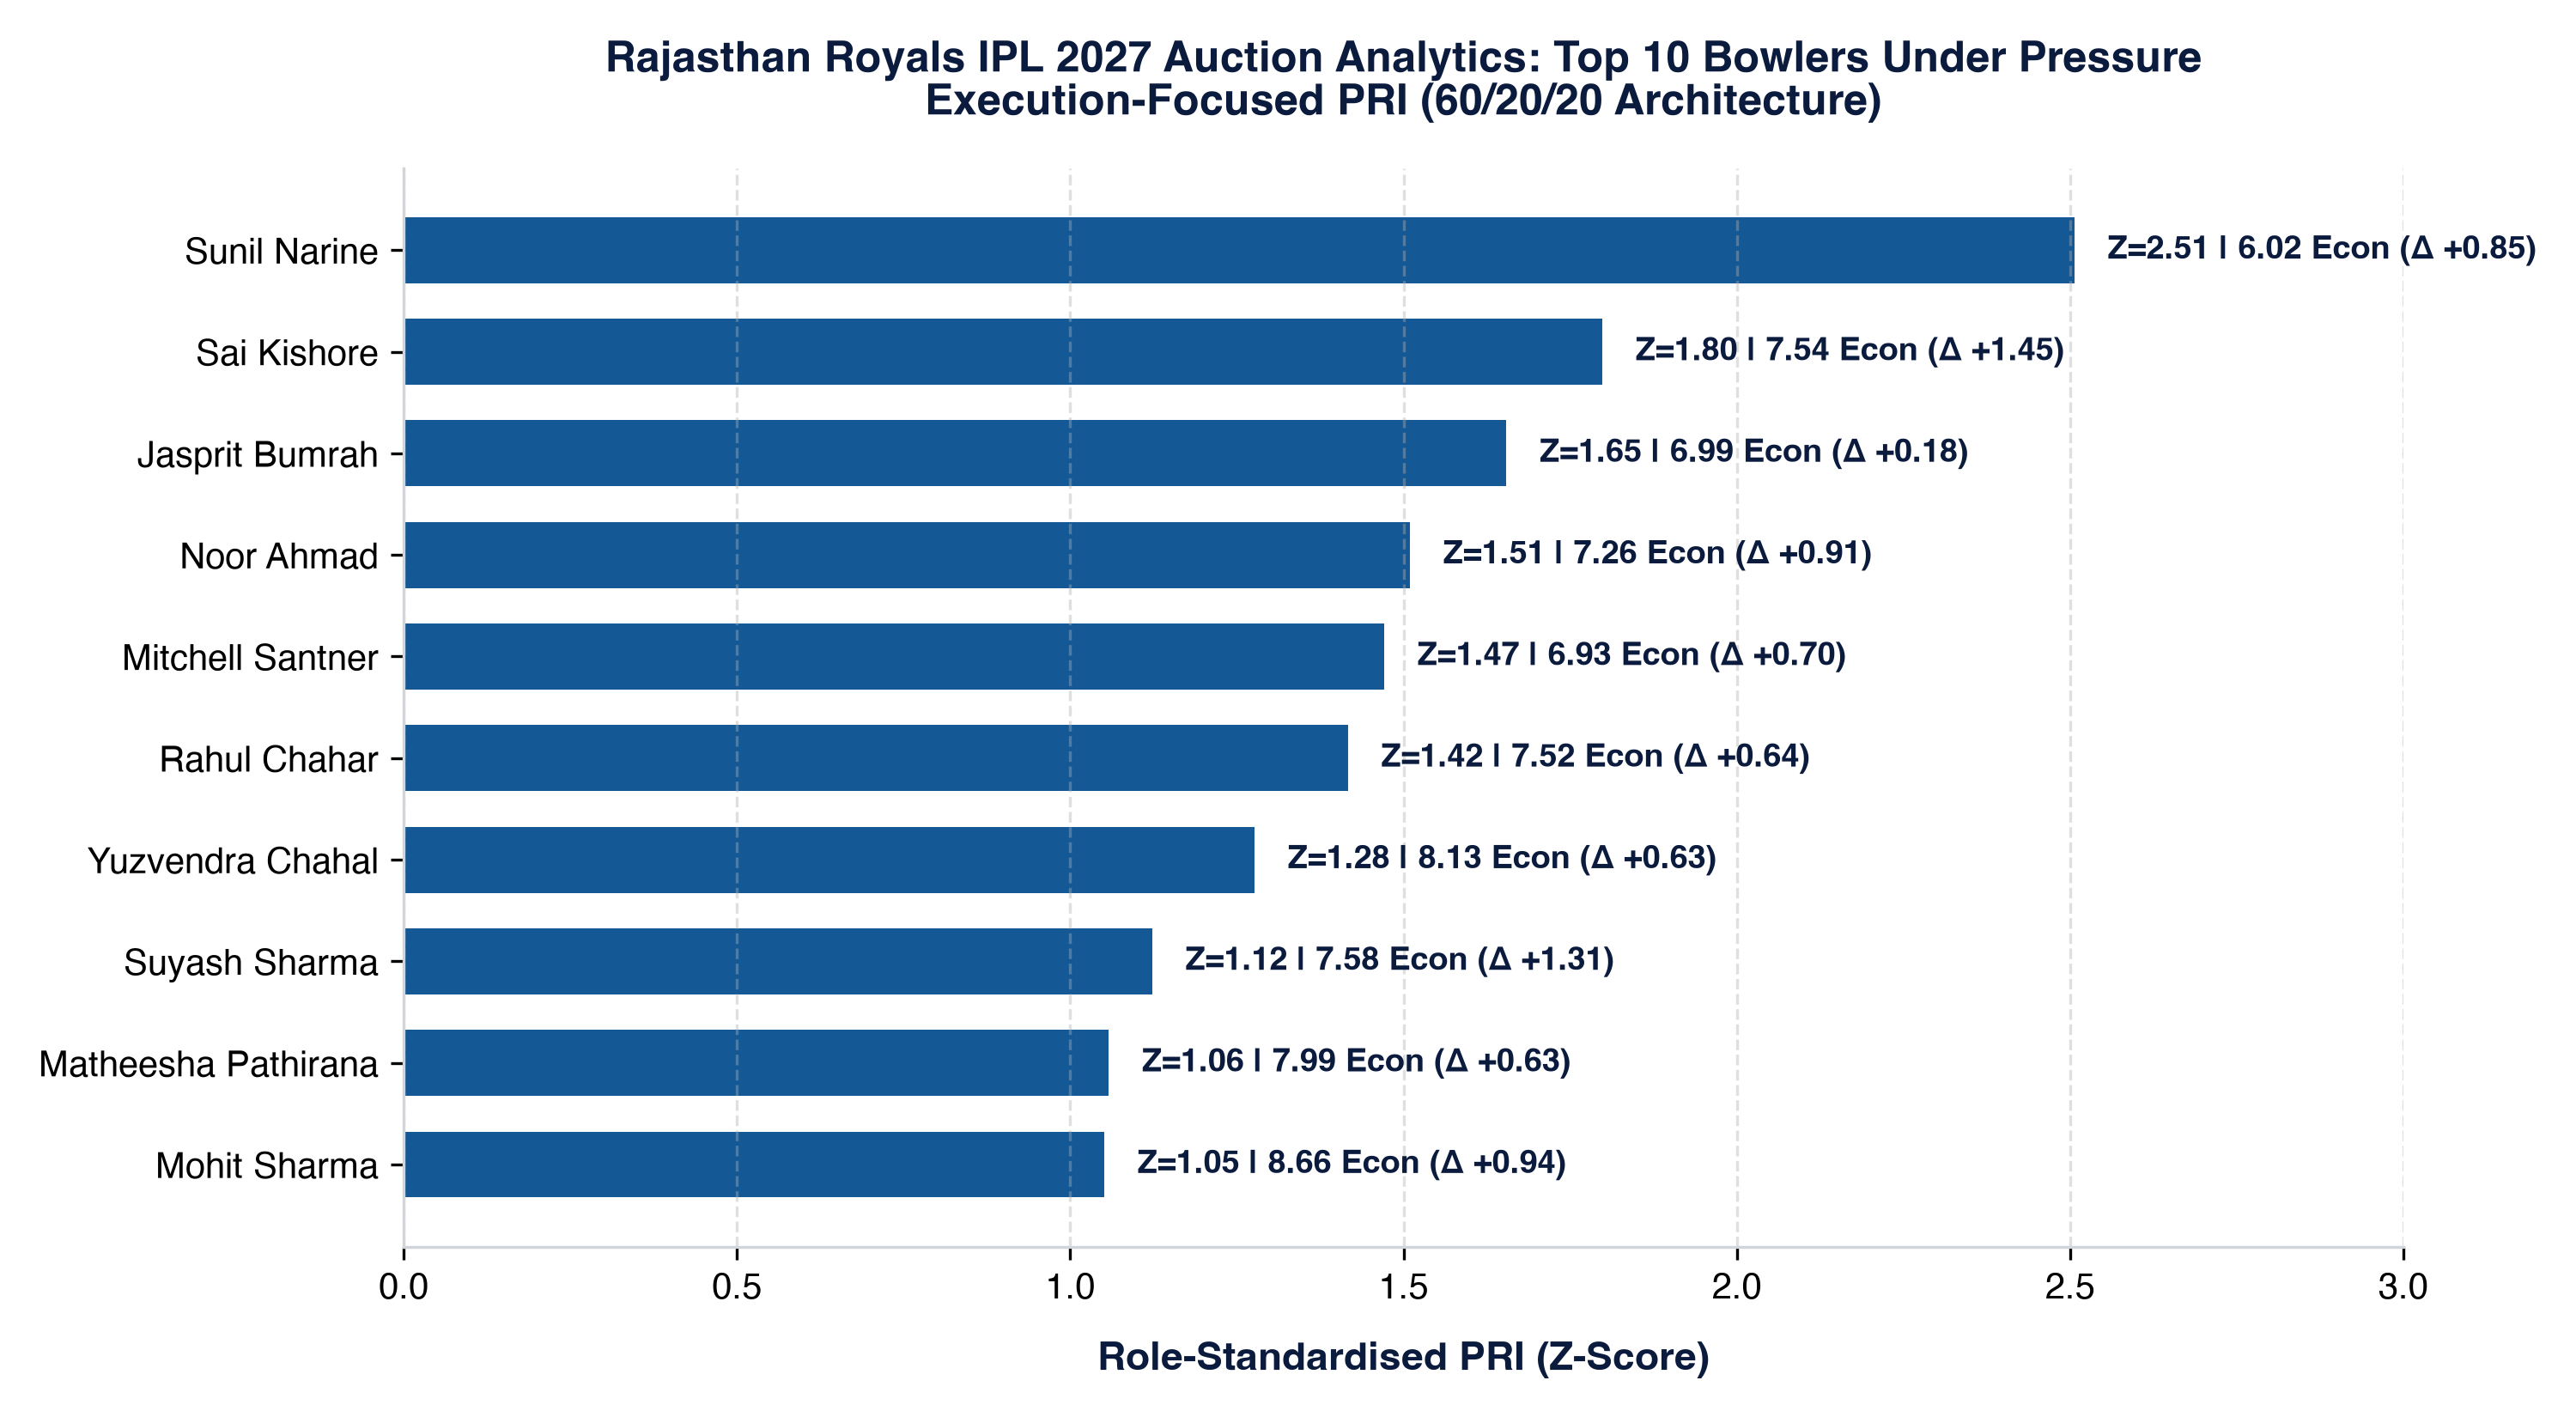 Rajasthan Royals IPL 2027 Auction Analytics: Top 10 Bowlers Under Pressure
Execution-Focused PRI (60/20/20 Architecture)
Sunil Narine
Z=2.51 | 6.02 Econ (Δ +0.85)
Sai Kishore
Z=1.80 | 7.54 Econ (Δ +1.45)
Jasprit Bumrah
Z=1.65 | 6.99 Econ (Δ +0.18)
Noor Ahmad
Z=1.51 | 7.26 Econ (Δ +0.91)
Mitchell Santner
Z=1.47 | 6.93 Econ (Δ +0.70)
Rahul Chahar
Z=1.42 | 7.52 Econ (Δ +0.64)
Yuzvendra Chahal
Z=1.28 | 8.13 Econ (Δ +0.63)
Suyash Sharma
Z=1.12 | 7.58 Econ (Δ +1.31)
Matheesha Pathirana
Z=1.06 | 7.99 Econ (Δ +0.63)
Mohit Sharma
Z=1.05 | 8.66 Econ (Δ +0.94)
0.0 0.5 1.0 1.5 2.0 2.5 3.0
Role-Standardised PRI (Z-Score)